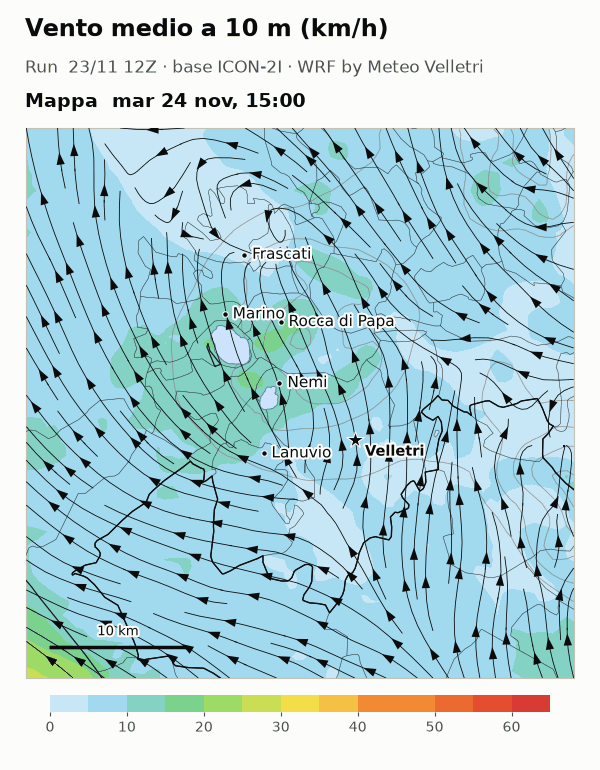 Vento medio a 10 m (km/h)
Run  23/11 12Z · base ICON-2I · WRF by Meteo Velletri
Mappa  mar 24 nov, 15:00
Frascati
Marino
Rocca di Papa
Nemi
Velletri
Lanuvio
10 km
0 10 20 30 40 50 60